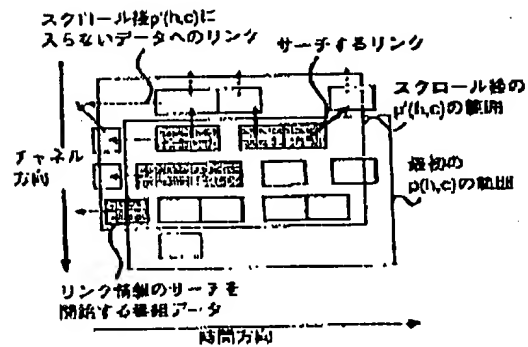 スクロール後p'(h,c)に
入らないデータへのリンク
サーチするリンク
スクロール後の
p'(h,c)の範囲
チャネル
方向
最初の
p(h,c)の範囲
リンク情報のサーチを
開始する番組データ
時間方向